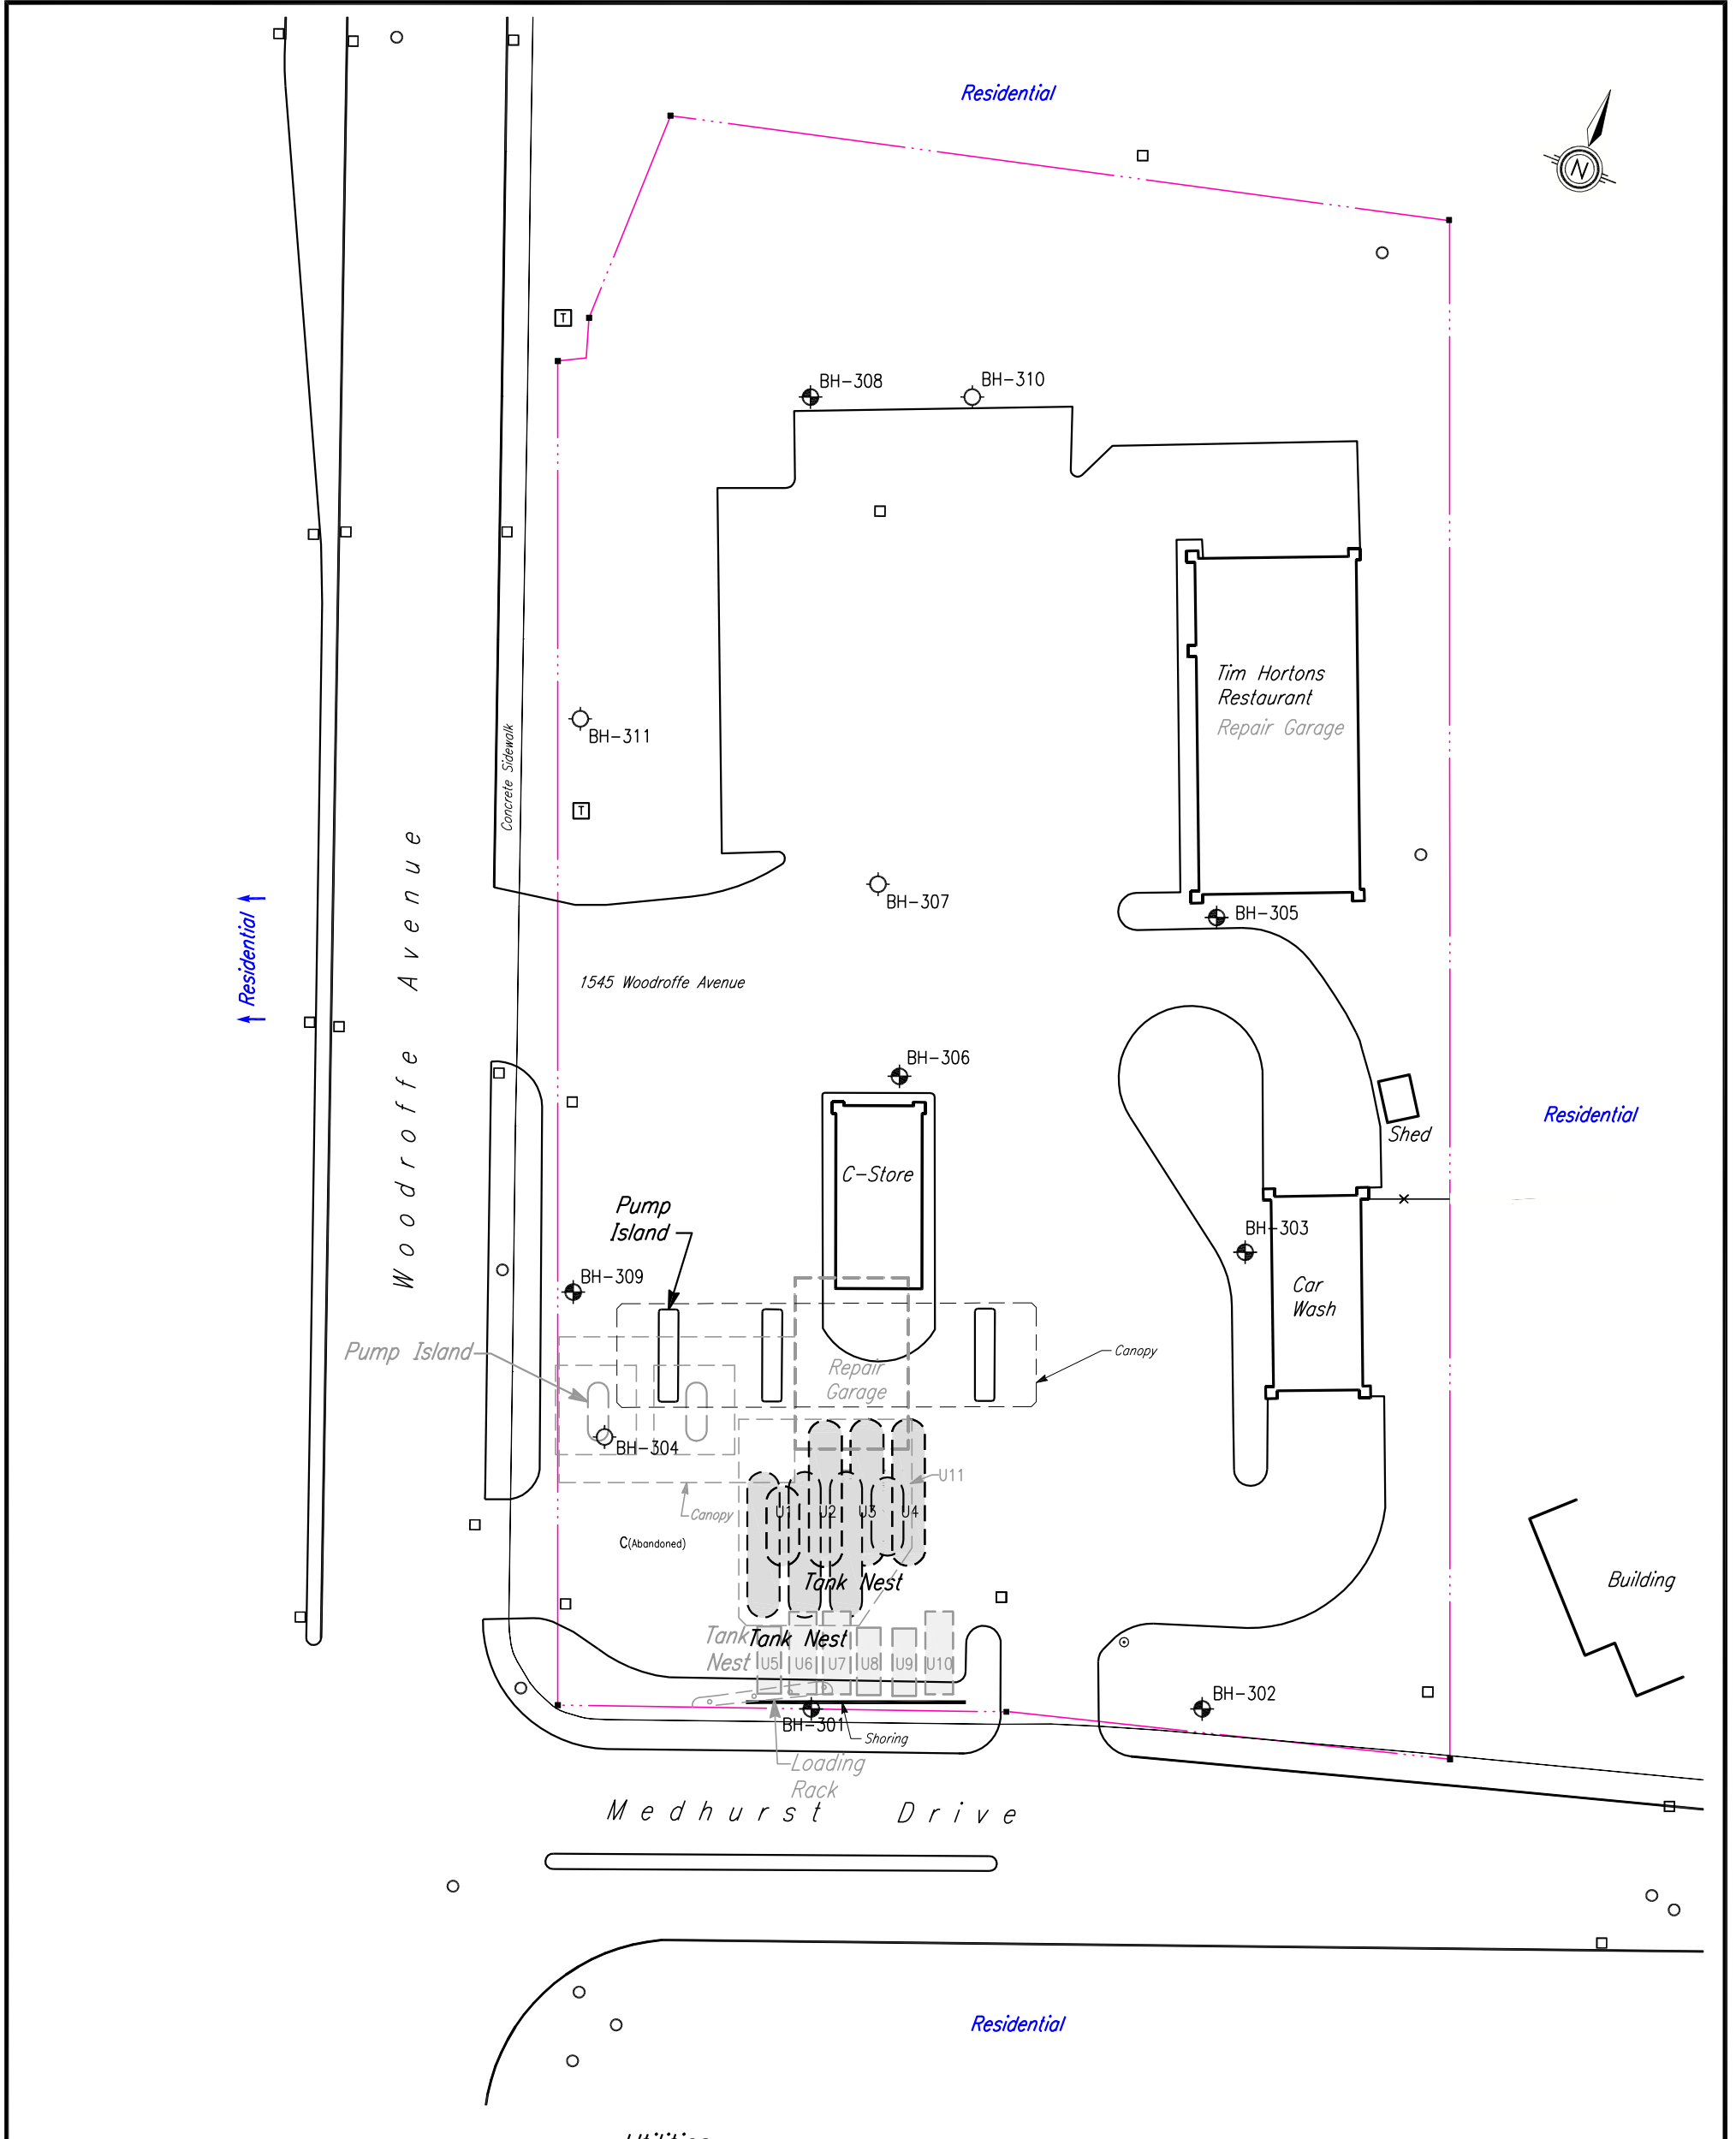 Residential
N
T
BH-308
BH-310
Tim Hortons
Restaurant
Repair Garage
BH-311
Concrete Sidewalk
T
Woodroffe Avenue
Residential
BH-307
BH-305
1545 Woodroffe Avenue
BH-306
Residential
Shed
C-Store
Pump
Island
BH-303
BH-309
Car
Wash
Pump Island
Canopy
Repair
Garage
BH-304
U11
Canopy
U1
U2
U3
U4
C(Abandoned)
Tank Nest
Building
Tank
Nest
Tank Nest
U5
U6
U7
U8
U9
U10
BH-302
BH-301
Shoring
Loading
Rack
Medhurst Drive
Residential